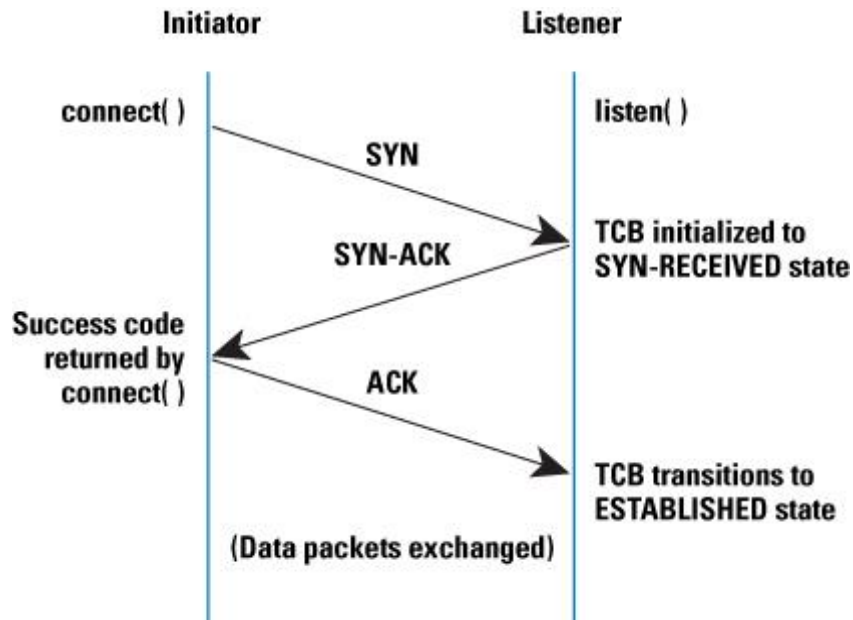 Initiator
Listener
connect( )
listen( )
SYN
SYN-ACK
TCB initialized to
SYN-RECEIVED state
Success code
returned by
connect( )
ACK
TCB transitions to
ESTABLISHED state
(Data packets exchanged)